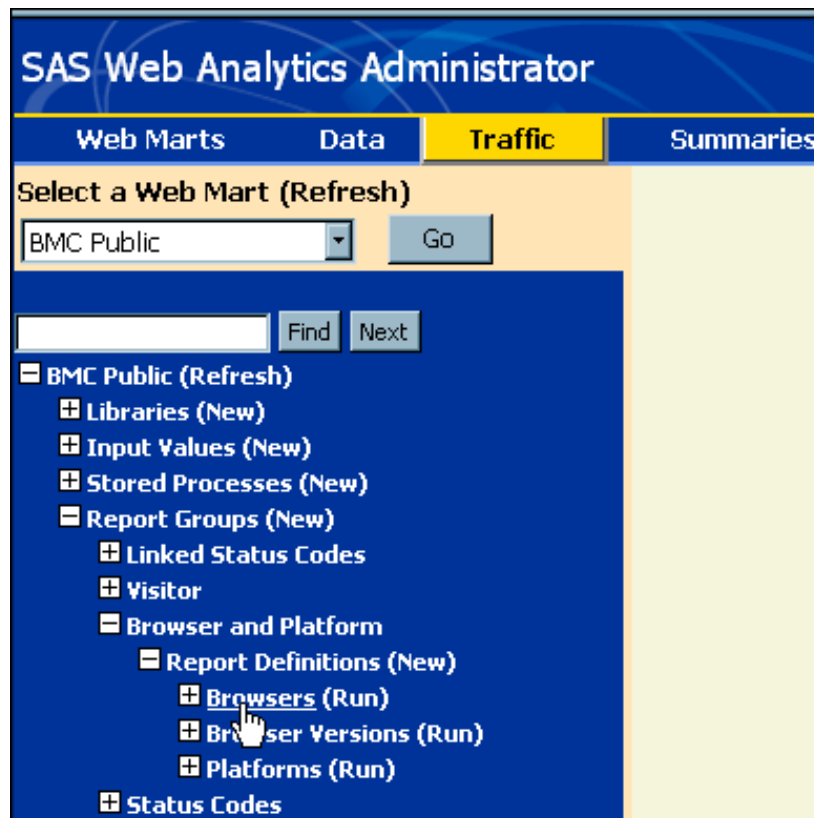 SAS Web Analytics Administrator
Web Marts Data Traffic Summaries
Select a Web Mart (Refresh)
BMC Public Go
Find Next
BMC Public (Refresh)
Libraries (New)
Input Values (New)
Stored Processes (New)
Report Groups (New)
Linked Status Codes
Visitor
Browser and Platform
Report Definitions (New)
Browsers (Run)
Browser Versions (Run)
Platforms (Run)
Status Codes